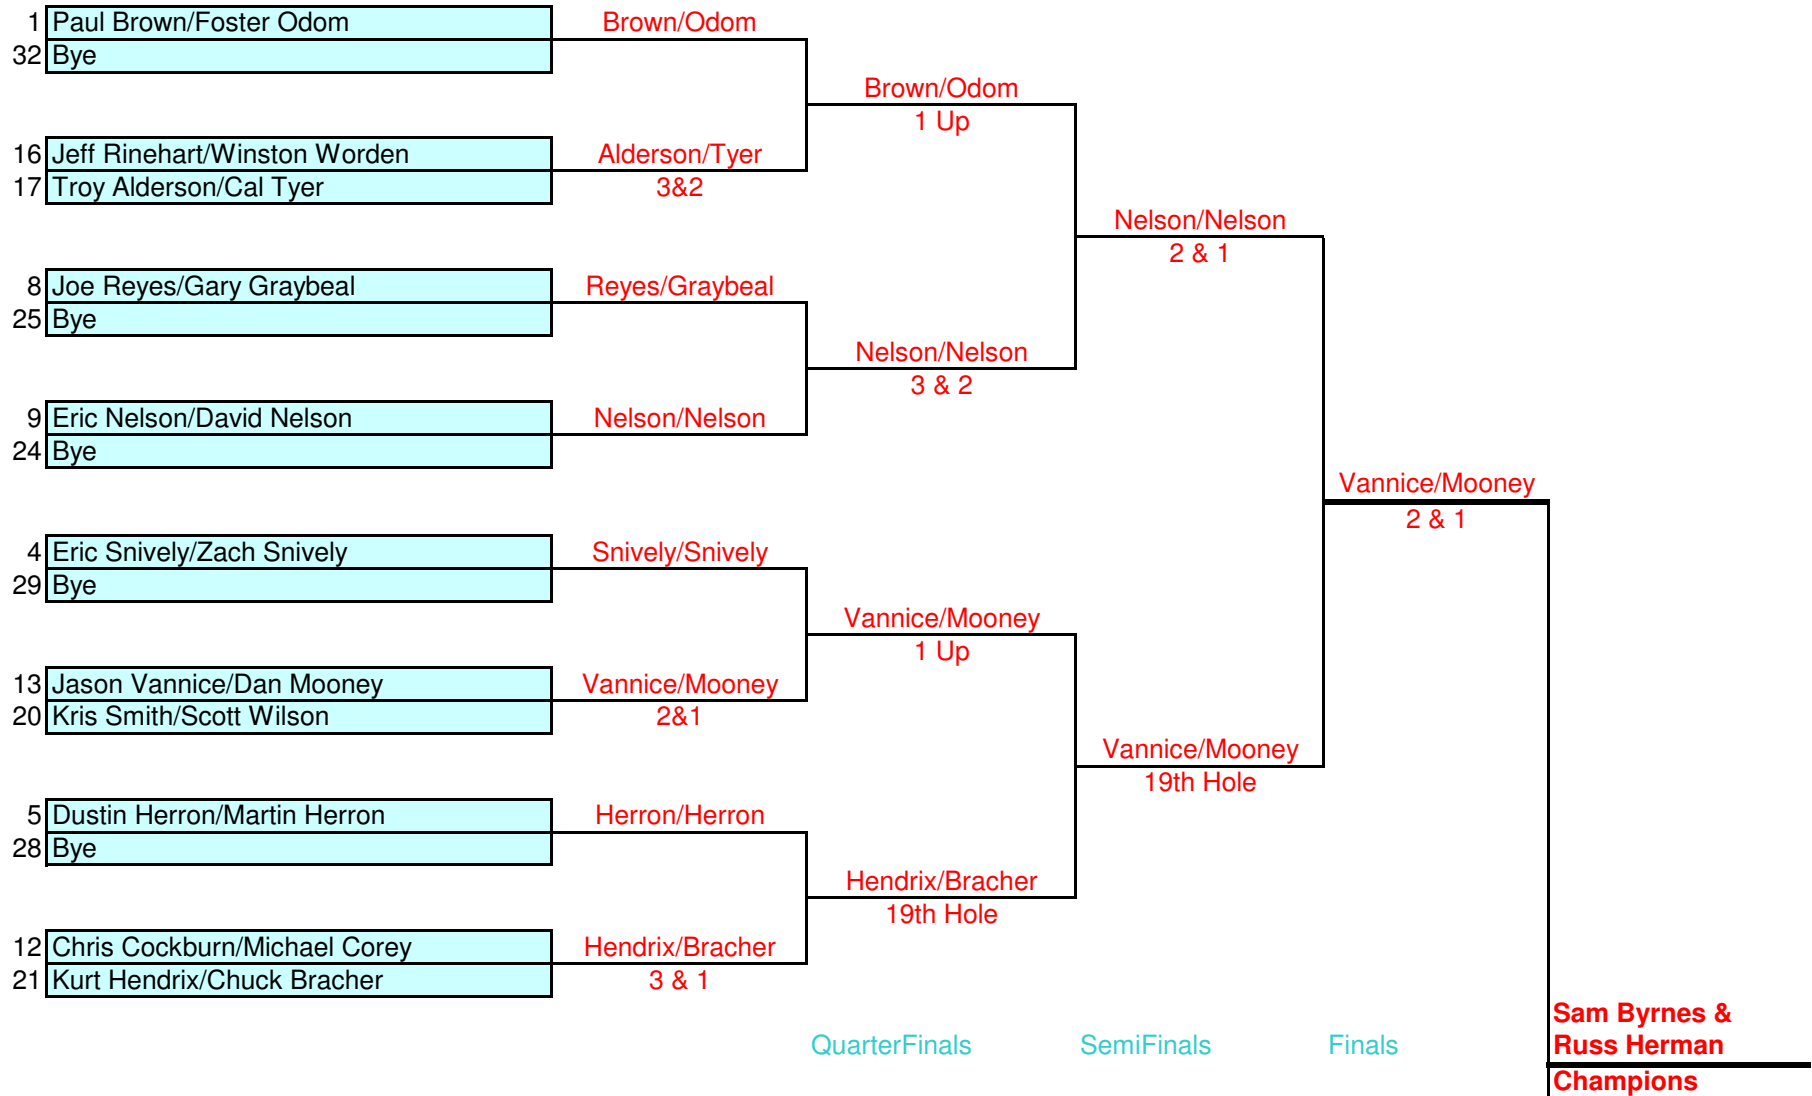 1 Paul Brown/Foster Odom Brown/Odom
32 Bye
Brown/Odom
1 Up
16 Jeff Rinehart/Winston Worden Alderson/Tyer
17 Troy Alderson/Cal Tyer 3&2
Nelson/Nelson
2 & 1
8 Joe Reyes/Gary Graybeal Reyes/Graybeal
25 Bye
Nelson/Nelson
3 & 2
9 Eric Nelson/David Nelson Nelson/Nelson
24 Bye
Vannice/Mooney
2 & 1
4 Eric Snively/Zach Snively Snively/Snively
29 Bye
Vannice/Mooney
1 Up
13 Jason Vannice/Dan Mooney Vannice/Mooney
20 Kris Smith/Scott Wilson 2&1
Vannice/Mooney
19th Hole
5 Dustin Herron/Martin Herron Herron/Herron
28 Bye
Hendrix/Bracher
19th Hole
12 Chris Cockburn/Michael Corey Hendrix/Bracher
21 Kurt Hendrix/Chuck Bracher 3 & 1
Sam Byrnes &
QuarterFinals SemiFinals Finals Russ Herman
Champions